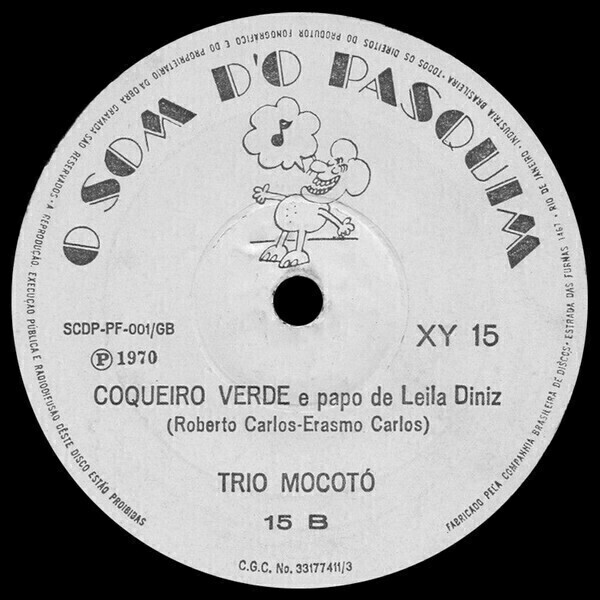 O SOM D'O PASQUIM
SCDP-PF-001/GB
XY 15
Ⓟ 1970
COQUEIRO VERDE e papo de Leila Diniz
(Roberto Carlos-Erasmo Carlos)
TRIO MOCOTÓ
15 B
C.G.C. No. 33177411/3
TODOS OS DIREITOS DO PRODUTOR FONOGRÁFICO E DO PROPRIETARIO DA OBRA GRAVADA SÃO RESERVADOS · A REPRODUÇÃO, EXECUÇÃO PÚBLICA E RADIODIFUSÃO DÊSTE DISCO ESTÃO PROIBIDAS
FABRICADO PELA COMPANHIA BRASILEIRA DE DISCOS · ESTRADA DAS FURNAS 1467 · RIO DE JANEIRO · INDUSTRIA BRASILEIRA ·